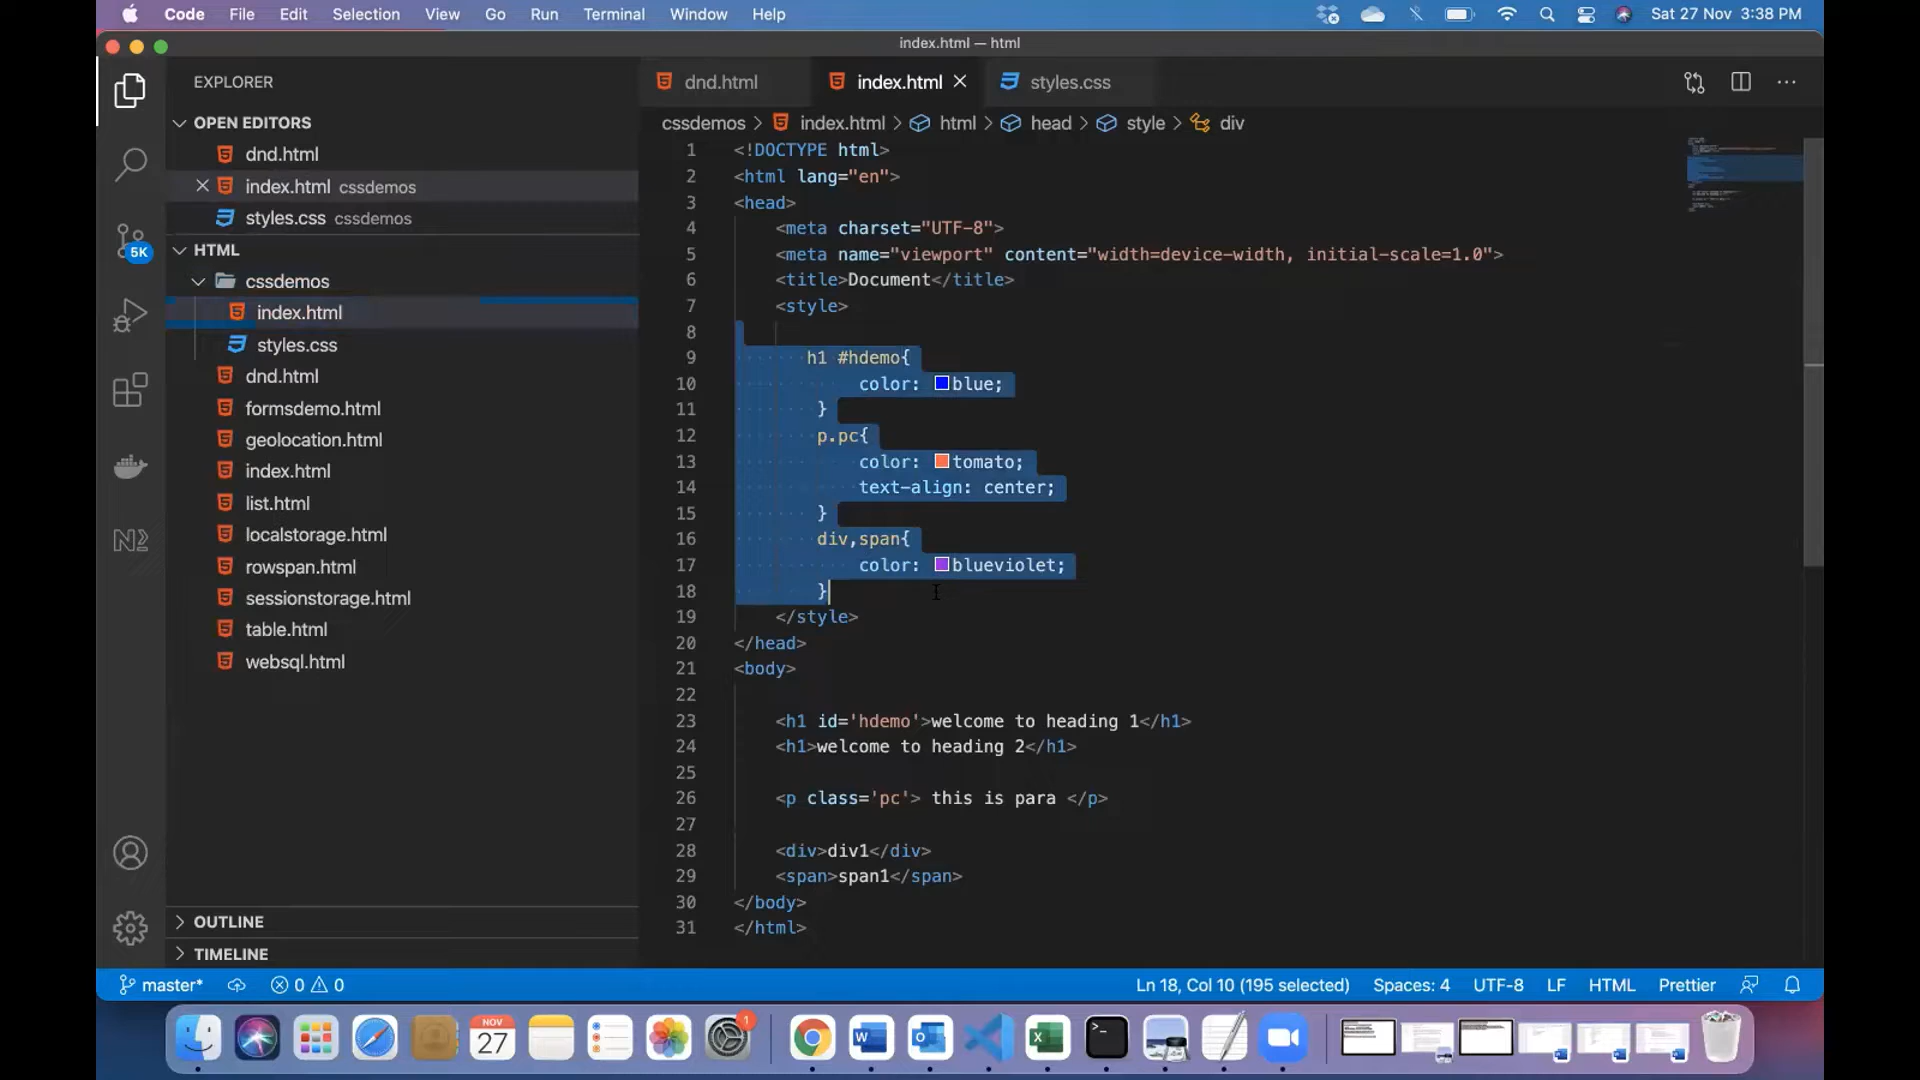 Code File Edit Selection View Go Run Terminal Window Help Sat 27 Nov 3:38 PM
index.html — html
EXPLORER
dnd.html index.html styles.css
OPEN EDITORS
dnd.html
index.html cssdemos
styles.css cssdemos
HTML
cssdemos
index.html
styles.css
dnd.html
formsdemo.html
geolocation.html
index.html
list.html
localstorage.html
rowspan.html
sessionstorage.html
table.html
websql.html
OUTLINE
TIMELINE
5K
cssdemos > index.html > html > head > style > div
1 <!DOCTYPE html>
2 <html lang="en">
3 <head>
4 <meta charset="UTF-8">
5 <meta name="viewport" content="width=device-width, initial-scale=1.0">
6 <title>Document</title>
7 <style>
8
9 h1 #hdemo{
10 color: blue;
11 }
12 p.pc{
13 color: tomato;
14 text-align: center;
15 }
16 div,span{
17 color: blueviolet;
18 }
19 </style>
20 </head>
21 <body>
22
23 <h1 id='hdemo'>welcome to heading 1</h1>
24 <h1>welcome to heading 2</h1>
25
26 <p class='pc'> this is para </p>
27
28 <div>div1</div>
29 <span>span1</span>
30 </body>
31 </html>
master* 0 0 Ln 18, Col 10 (195 selected) Spaces: 4 UTF-8 LF HTML Prettier
NOV
27
1